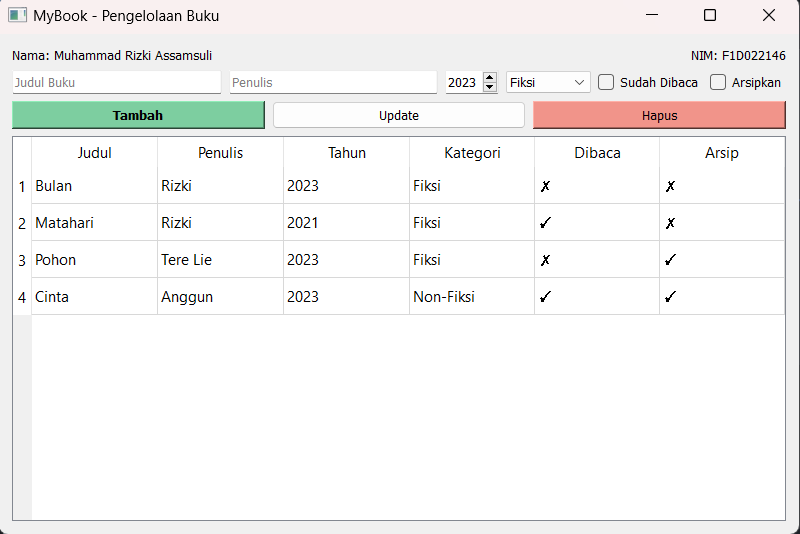 MyBook - Pengelolaan Buku
Nama: Muhammad Rizki Assamsuli NIM: F1D022146
Judul Buku Penulis 2023 Fiksi Sudah Dibaca Arsipkan
Tambah Update Hapus
Judul Penulis Tahun Kategori Dibaca Arsip
1 Bulan Rizki 2023 Fiksi ✗ ✗
2 Matahari Rizki 2021 Fiksi ✓ ✗
3 Pohon Tere Lie 2023 Fiksi ✗ ✓
4 Cinta Anggun 2023 Non-Fiksi ✓ ✓